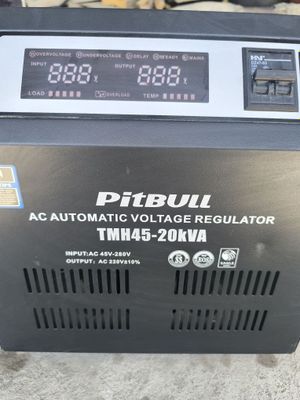 OVERVOLTAGE UNDERVOLTAGE DELAY READY MAINS
INPUT OUTPUT
888 V 888 V
LOAD OVERLOAD TEMP
PITBULL
AC AUTOMATIC VOLTAGE REGULATOR
TMH45-20kVA
INPUT:AC 45V-280V
OUTPUT: AC 220V±10%